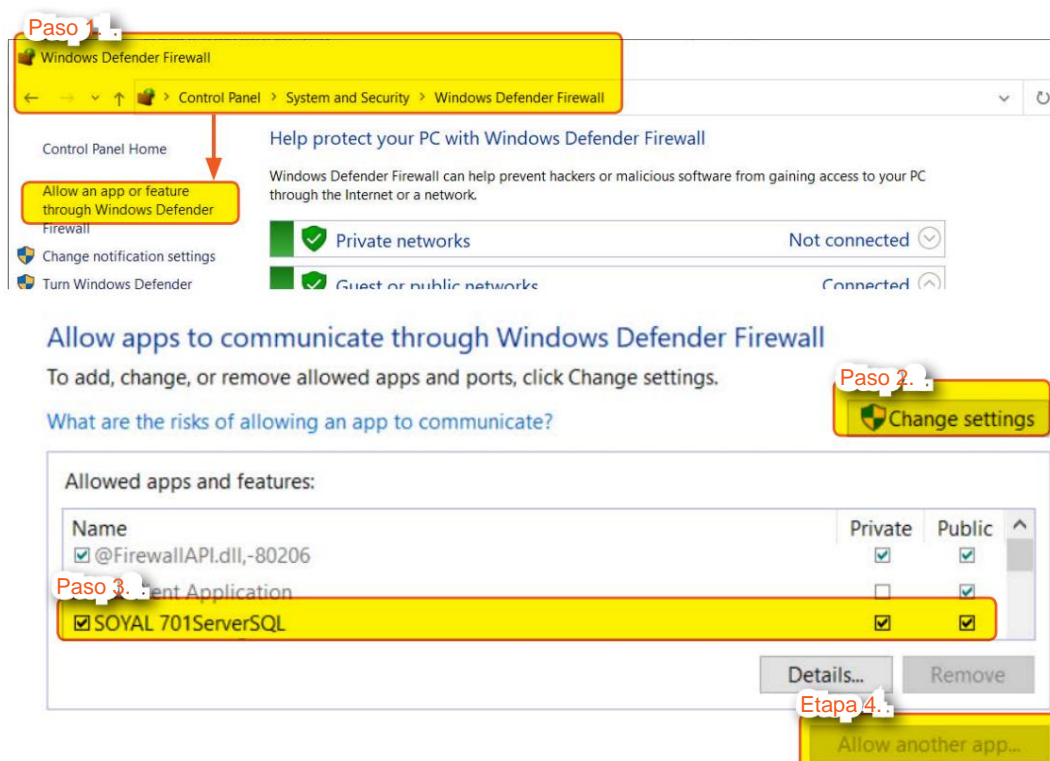 Paso 1.
Windows Defender Firewall
Control Panel > System and Security > Windows Defender Firewall
Control Panel Home
Allow an app or feature
through Windows Defender
Firewall
Change notification settings
Turn Windows Defender
Help protect your PC with Windows Defender Firewall
Windows Defender Firewall can help prevent hackers or malicious software from gaining access to your PC
through the Internet or a network.
Private networks Not connected
Guest or public networks Connected
Allow apps to communicate through Windows Defender Firewall
To add, change, or remove allowed apps and ports, click Change settings.
Paso 2.
What are the risks of allowing an app to communicate?
Change settings
Allowed apps and features:
Name Private Public
@FirewallAPI.dll,-80206
Paso 3.
Application
SOYAL 701ServerSQL
Details... Remove
Etapa 4.
Allow another app...